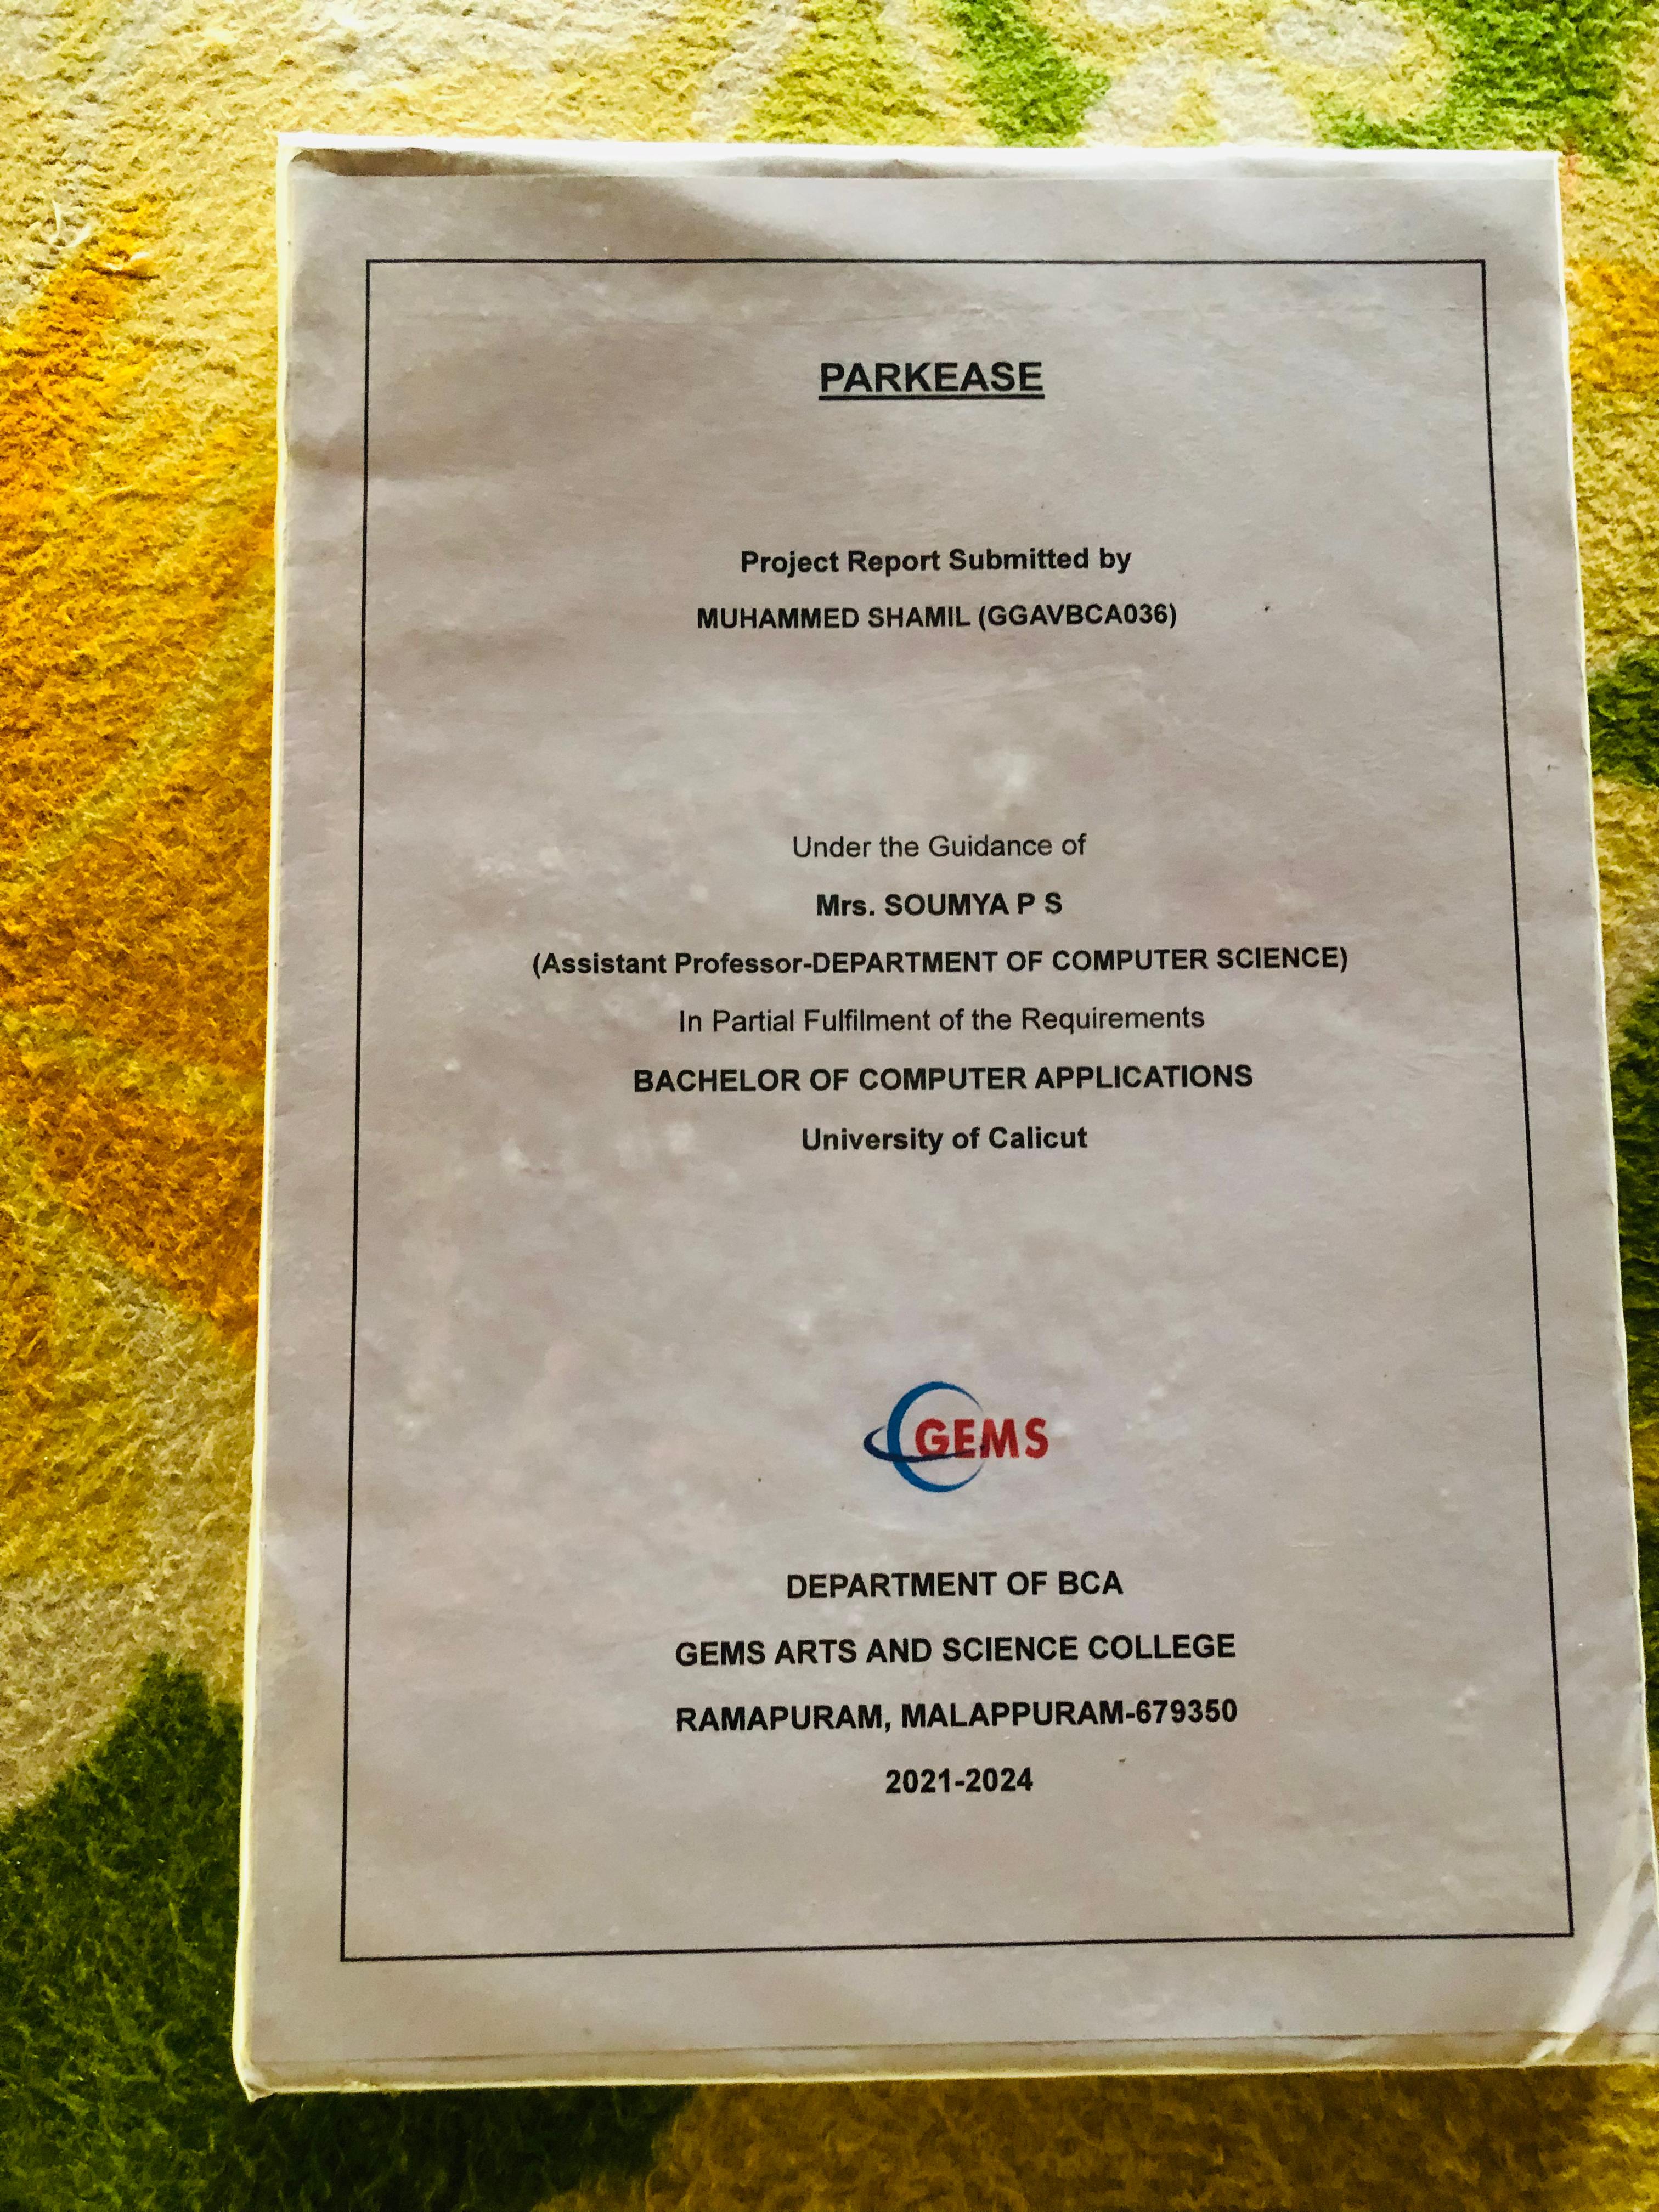 PARKEASE
Project Report Submitted by
MUHAMMED SHAMIL (GGAVBCA036)
Under the Guidance of
Mrs. SOUMYA P S
(Assistant Professor-DEPARTMENT OF COMPUTER SCIENCE)
In Partial Fulfilment of the Requirements
BACHELOR OF COMPUTER APPLICATIONS
University of Calicut
GEMS
DEPARTMENT OF BCA
GEMS ARTS AND SCIENCE COLLEGE
RAMAPURAM, MALAPPURAM-679350
2021-2024